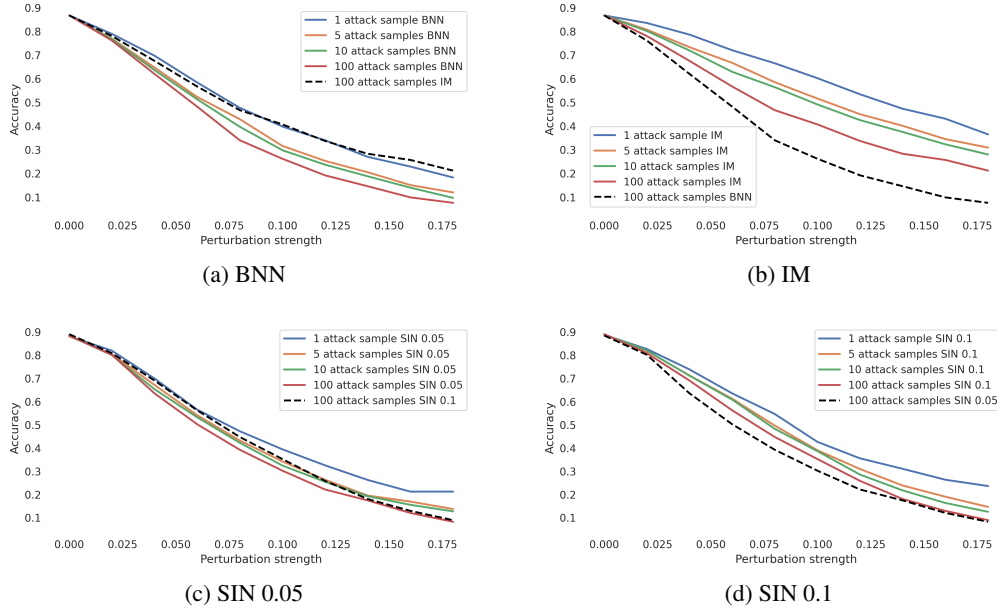 0.9
0.8
0.7
0.6
0.5
0.4
0.3
0.2
0.1
Accuracy
1 attack sample BNN
5 attack samples BNN
10 attack samples BNN
100 attack samples BNN
100 attack samples IM
0.000 0.025 0.050 0.075 0.100 0.125 0.150 0.175
Perturbation strength
(a) BNN
0.9
0.8
0.7
0.6
0.5
0.4
0.3
0.2
0.1
Accuracy
1 attack sample IM
5 attack samples IM
10 attack samples IM
100 attack samples IM
100 attack samples BNN
0.000 0.025 0.050 0.075 0.100 0.125 0.150 0.175
Perturbation strength
(b) IM
0.9
0.8
0.7
0.6
0.5
0.4
0.3
0.2
0.1
Accuracy
1 attack sample SIN 0.05
5 attack samples SIN 0.05
10 attack samples SIN 0.05
100 attack samples SIN 0.05
100 attack samples SIN 0.1
0.000 0.025 0.050 0.075 0.100 0.125 0.150 0.175
Perturbation strength
(c) SIN 0.05
0.9
0.8
0.7
0.6
0.5
0.4
0.3
0.2
0.1
Accuracy
1 attack sample SIN 0.1
5 attack samples SIN 0.1
10 attack samples SIN 0.1
100 attack samples SIN 0.1
100 attack samples SIN 0.05
0.000 0.025 0.050 0.075 0.100 0.125 0.150 0.175
Perturbation strength
(d) SIN 0.1